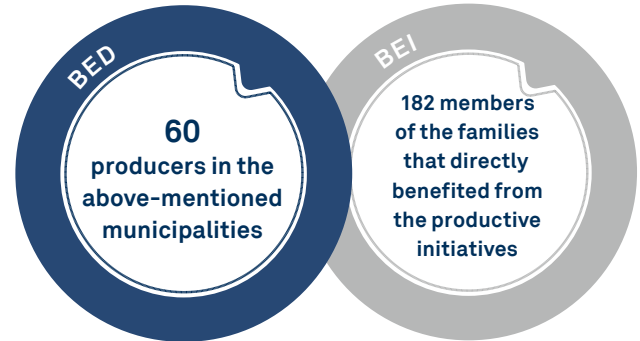 BED
60
producers in the
above-mentioned
municipalities
BEI
182 members
of the families
that directly
benefited from
the productive
initiatives